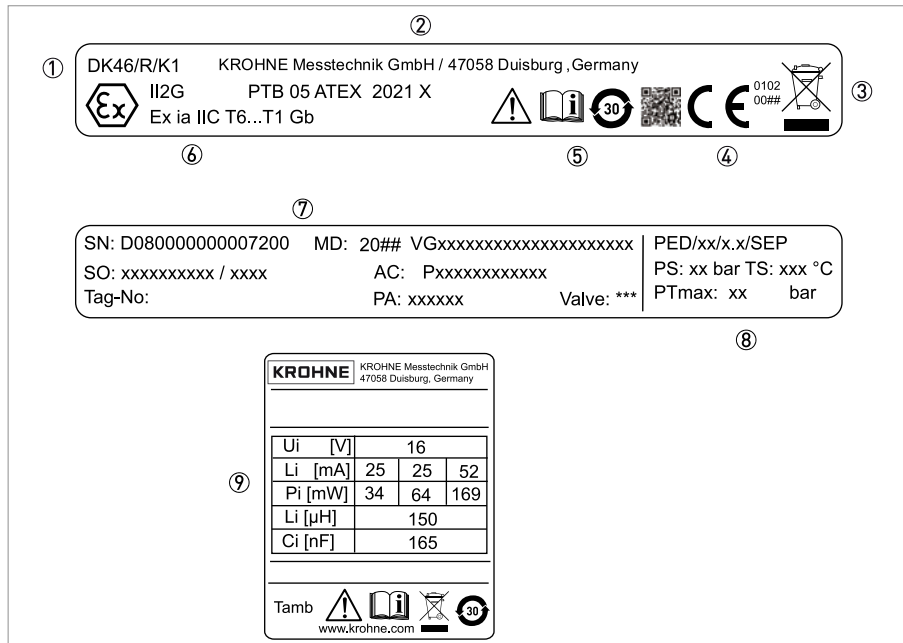 ②
① DK46/R/K1 KROHNE Messtechnik GmbH / 47058 Duisburg ,Germany
II2G PTB 05 ATEX 2021 X
Ex ia IIC T6...T1 Gb
Ex
i 30 CE 0102
00##
③
⑥ ⑤ ④
⑦
SN: D080000000007200 MD: 20## VGxxxxxxxxxxxxxxxxxxxxx PED/xx/x.x/SEP
SO: xxxxxxxxxx / xxxx AC: Pxxxxxxxxxxxx PS: xx bar TS: xxx °C
Tag-No: PA: xxxxxx Valve: *** PTmax: xx bar
⑧
KROHNE KROHNE Messtechnik GmbH
47058 Duisburg, Germany
⑨
Ui [V] 16
Li [mA] 25 25 52
Pi [mW] 34 64 169
Li [µH] 150
Ci [nF] 165
Tamb i 30
www.krohne.com